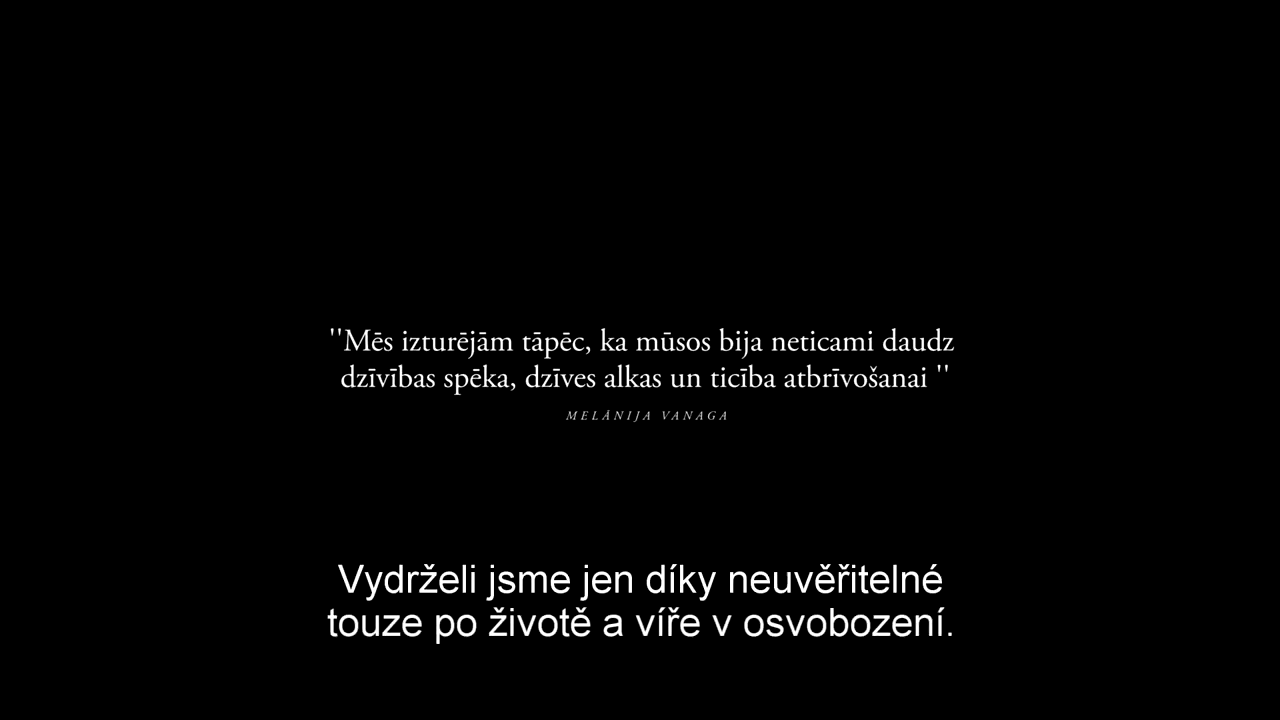 ''Mēs izturējām tāpēc, ka mūsos bija neticami daudz
dzīvības spēka, dzīves alkas un ticība atbrīvošanai ''
MELĀNIJA VANAGA
Vydrželi jsme jen díky neuvěřitelné
touze po životě a víře v osvobození.